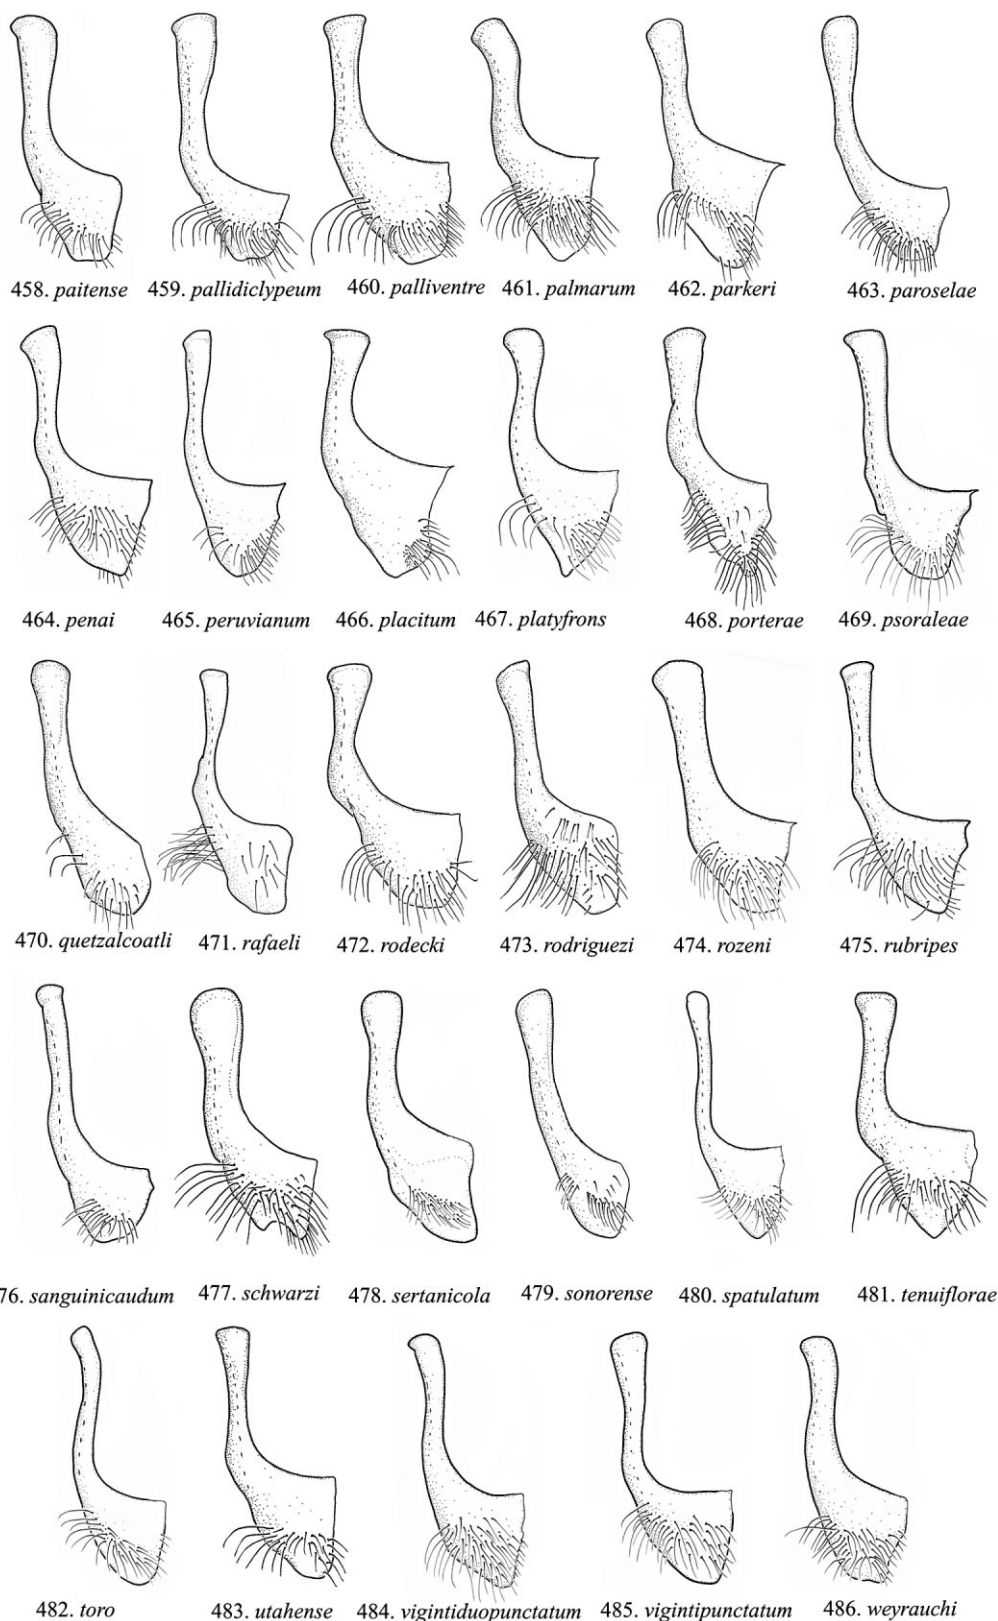 458. paitense 459. pallidiclypeum 460. palliventre 461. palmarum 462. parkeri 463. paroselae
464. penai 465. peruvianum 466. placitum 467. platyfrons 468. porterae 469. psoraleae
470. quetzalcoatli 471. rafaeli 472. rodecki 473. rodriguezi 474. rozeni 475. rubripes
76. sanguinicaudum 477. schwarzi 478. sertanicola 479. sonorense 480. spatulatum 481. tenuiflorae
482. toro 483. utahense 484. vigintiduopunctatum 485. vigintipunctatum 486. weyrauchi